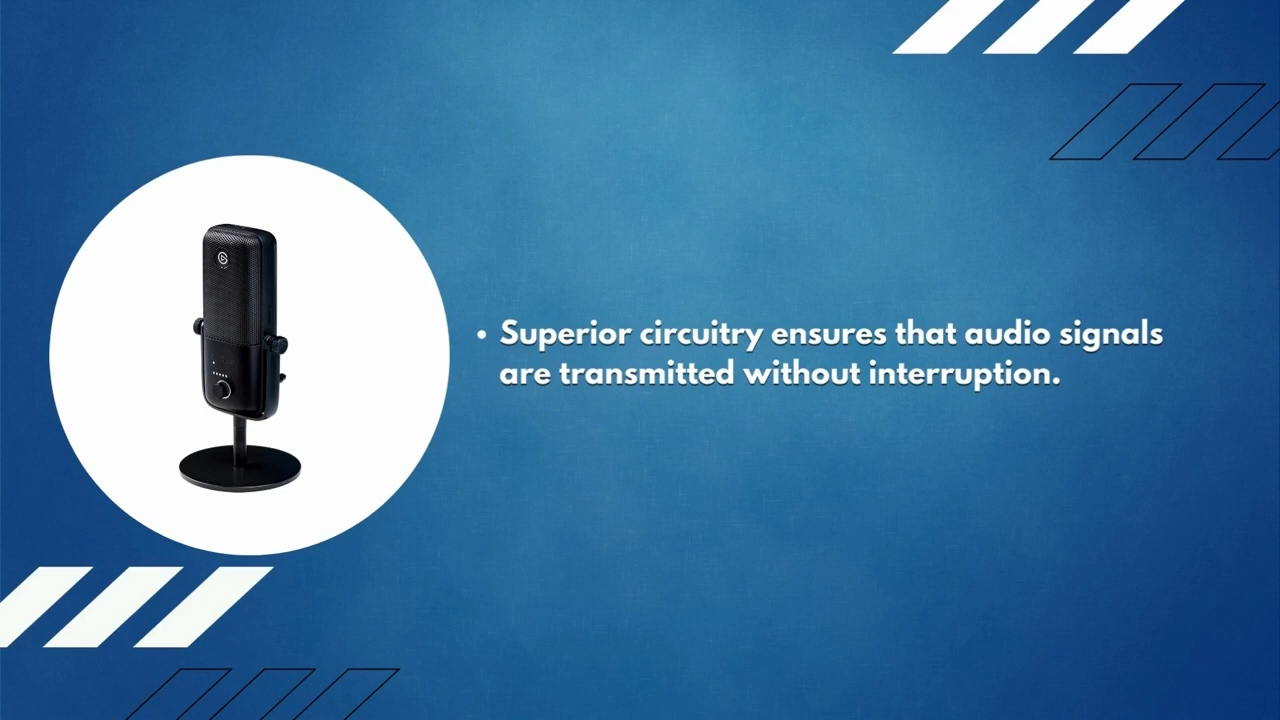 • Superior circuitry ensures that audio signals
are transmitted without interruption.